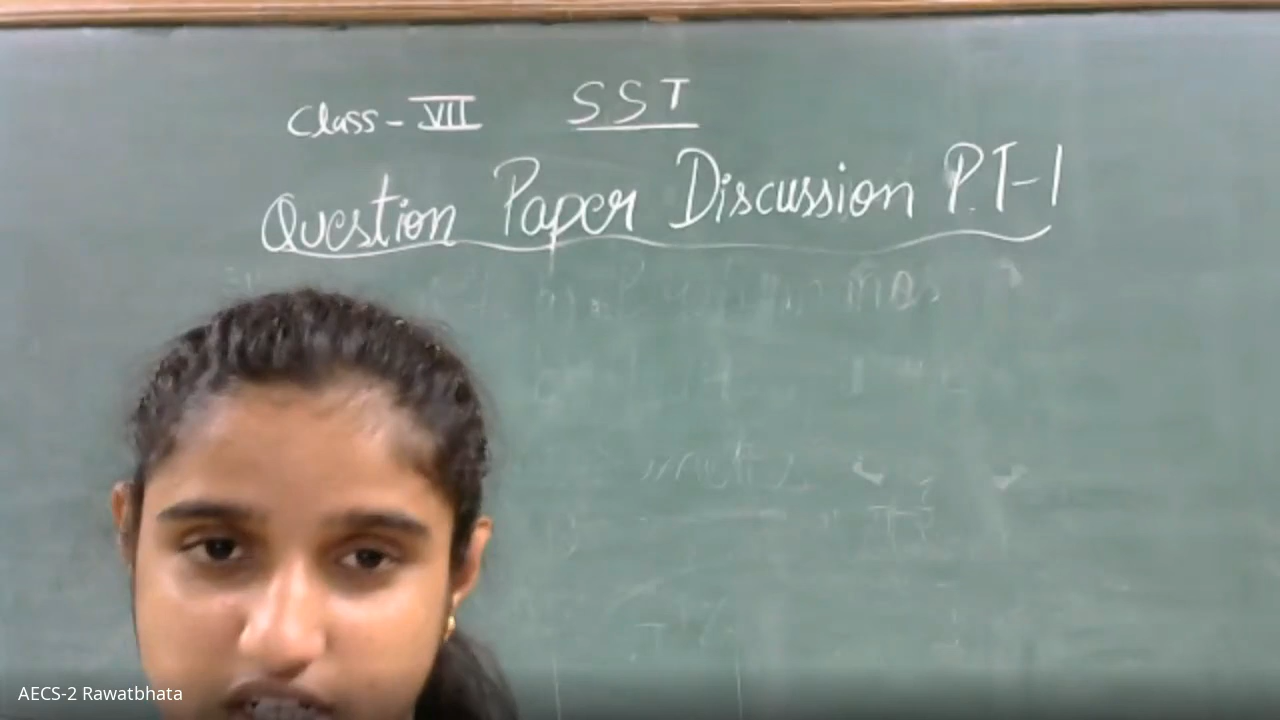 Class - VII SST
Question Paper Discussion P.T-1
AECS-2 Rawatbhata